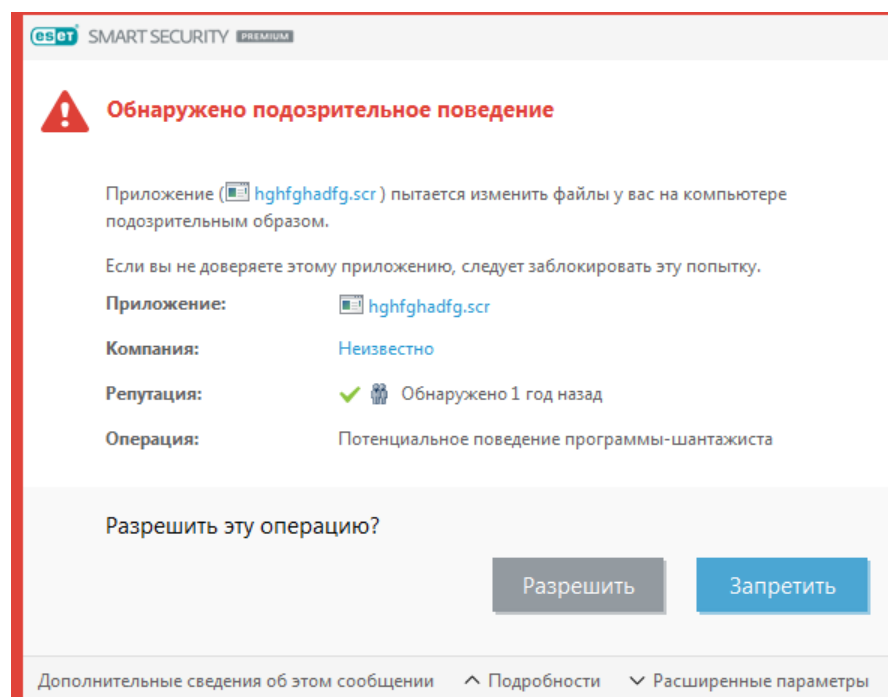 eset SMART SECURITY PREMIUM
Обнаружено подозрительное поведение
Приложение ( hghfghadfg.scr ) пытается изменить файлы у вас на компьютере
подозрительным образом.
Если вы не доверяете этому приложению, следует заблокировать эту попытку.
Приложение: hghfghadfg.scr
Компания: Неизвестно
Репутация: Обнаружено 1 год назад
Операция: Потенциальное поведение программы-шантажиста
Разрешить эту операцию?
Разрешить Запретить
Дополнительные сведения об этом сообщении Подробности Расширенные параметры